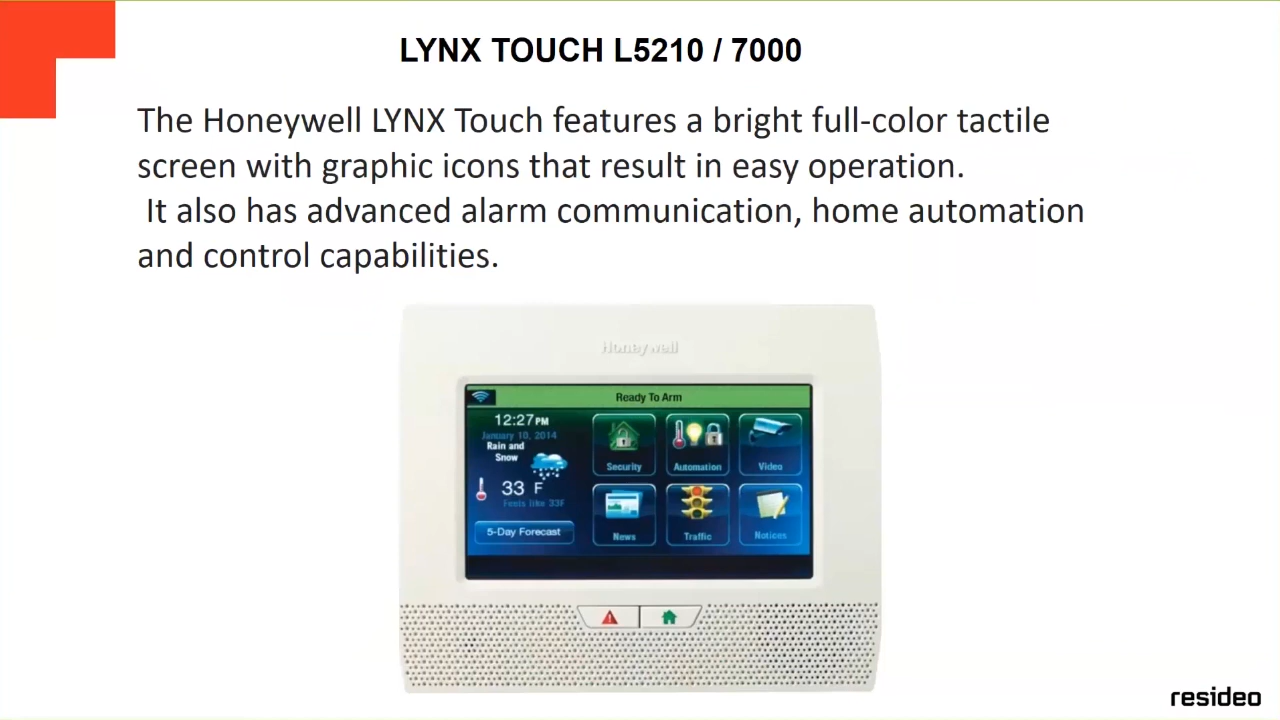 LYNX TOUCH L5210 / 7000
The Honeywell LYNX Touch features a bright full-color tactile
screen with graphic icons that result in easy operation.
It also has advanced alarm communication, home automation
and control capabilities.
Honeywell
Ready To Arm
12:27PM
January 10, 2014
Rain and
Snow
33 F
Feels like 33F
5-Day Forecast
Security
Automation
Video
News
Traffic
Notices
resideo